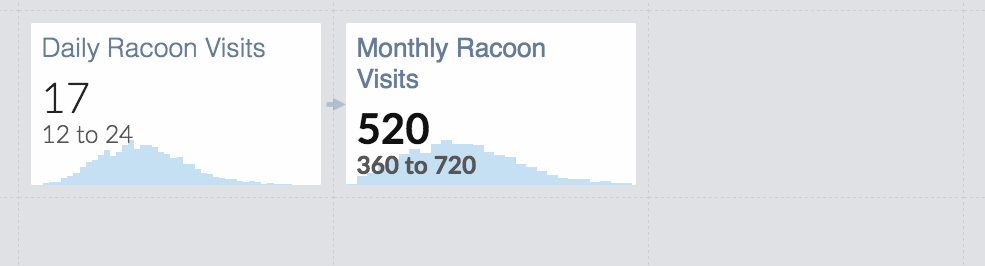 Daily Racoon Visits
17
12 to 24
Monthly Racoon
Visits
520
360 to 720